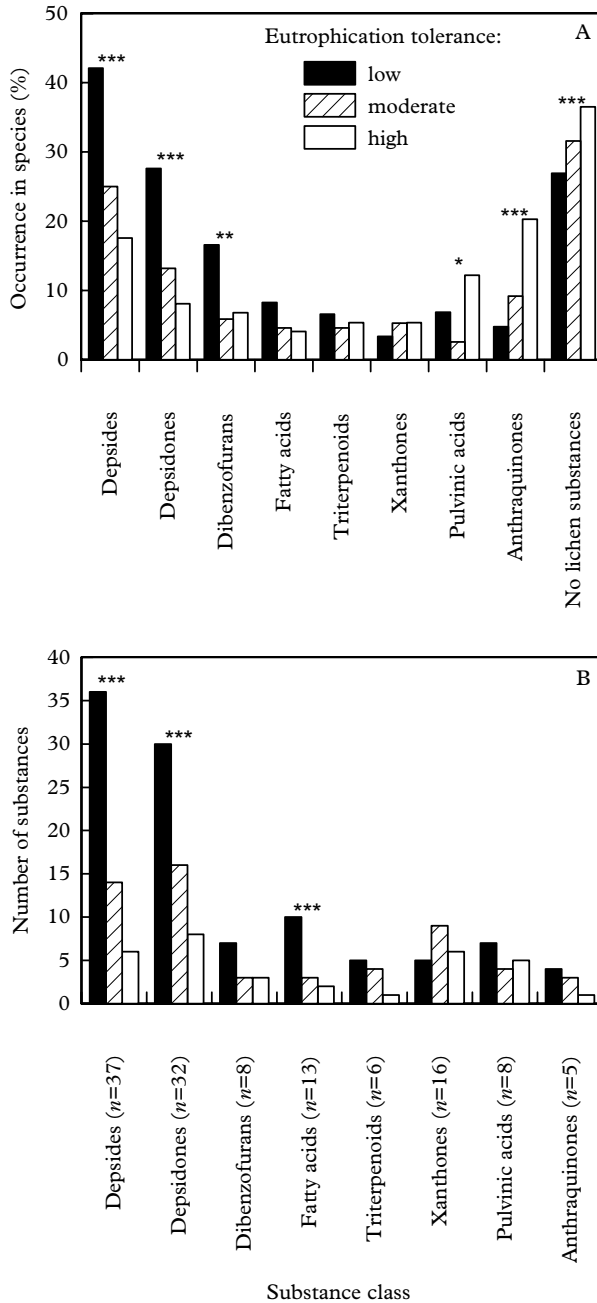 A
Eutrophication tolerance:
low
moderate
high
Occurrence in species (%)
50
40
30
20
10
0
***
***
**
*
***
***
Depsides
Depsidones
Dibenzofurans
Fatty acids
Triterpenoids
Xanthones
Pulvinic acids
Anthraquinones
No lichen substances
B
Number of substances
40
35
30
25
20
15
10
5
0
***
***
***
Depsides (n=37)
Depsidones (n=32)
Dibenzofurans (n=8)
Fatty acids (n=13)
Triterpenoids (n=6)
Xanthones (n=16)
Pulvinic acids (n=8)
Anthraquinones (n=5)
Substance class